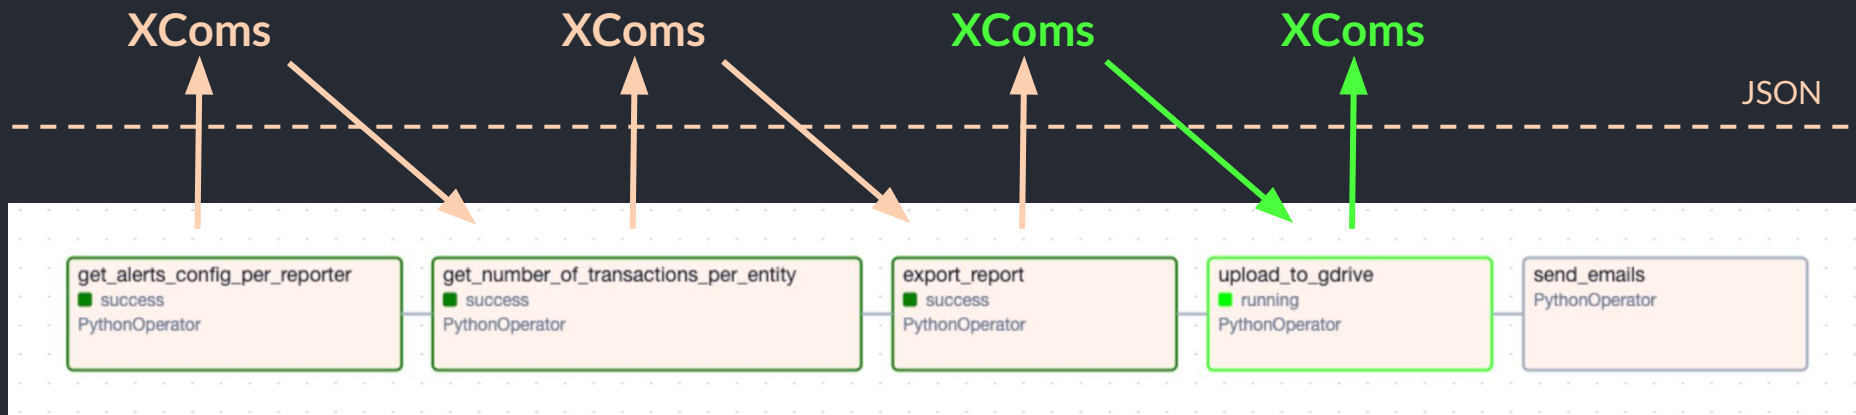 XComs XComs XComs XComs
JSON
get_alerts_config_per_reporter
success
PythonOperator
get_number_of_transactions_per_entity
success
PythonOperator
export_report
success
PythonOperator
upload_to_gdrive
running
PythonOperator
send_emails
PythonOperator